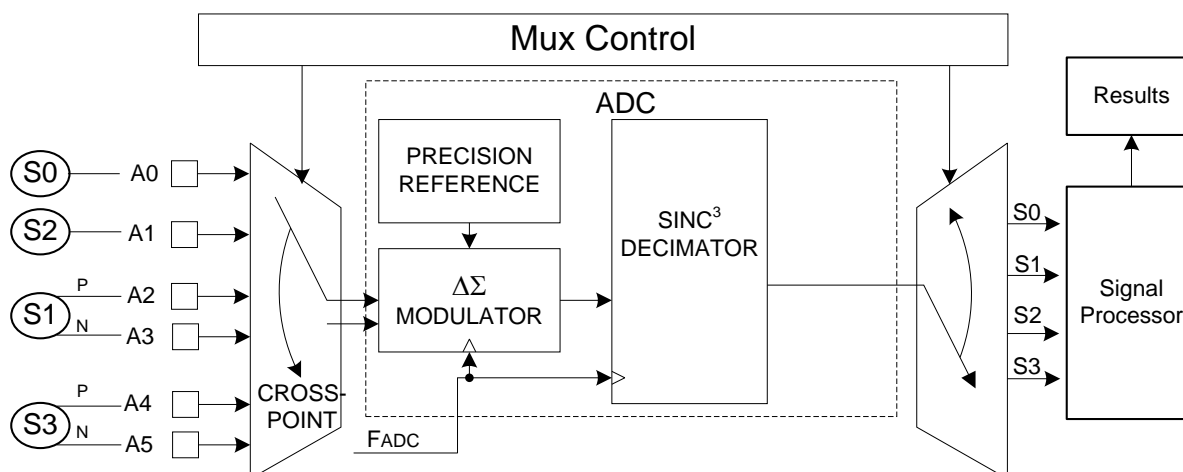 Mux Control
ADC
Results
PRECISION
REFERENCE
SINC³
DECIMATOR
S0
A0
S2
A1
S1
P
A2
N
A3
S3
P
A4
N
A5
CROSS-
POINT
ΔΣ
MODULATOR
FADC
S0
S1
S2
S3
Signal
Processor